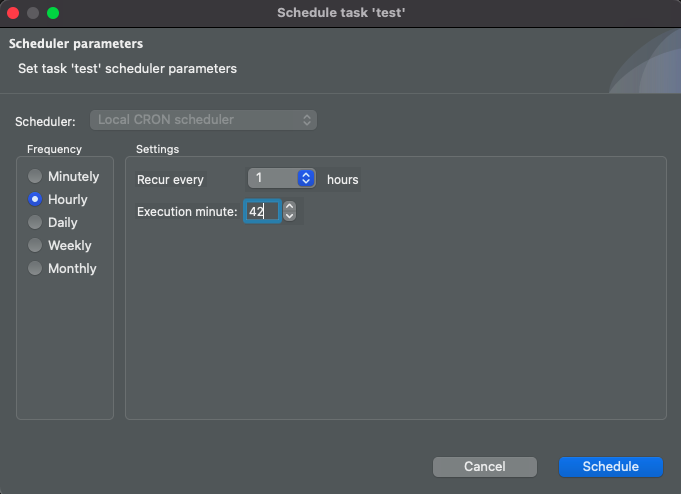 Schedule task 'test'
Scheduler parameters
Set task 'test' scheduler parameters
Scheduler: Local CRON scheduler
Frequency
Minutely
Hourly
Daily
Weekly
Monthly
Settings
Recur every 1 hours
Execution minute: 42
Cancel Schedule